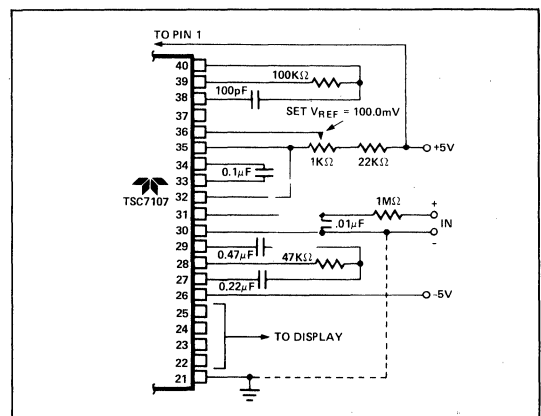 TO PIN 1
40
39
100KΩ
38
100pF
37
SET VREF = 100.0mV
36
35
+5V
1KΩ
22KΩ
34
0.1µF
33
TSC7107
32
1MΩ
+
31
.01µF
IN
30
-
29
0.47µF
47KΩ
28
27
0.22µF
26
-5V
25
24
TO DISPLAY
23
22
21